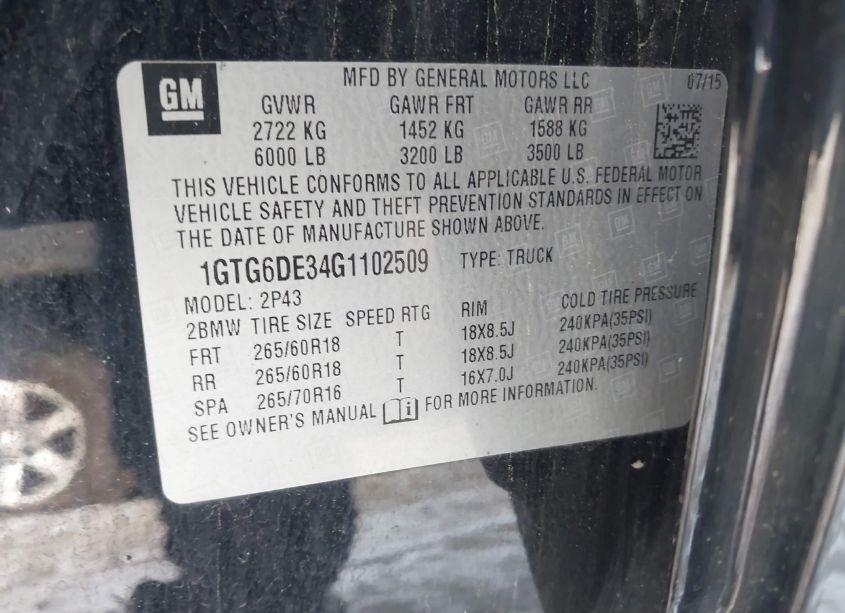 GM MFD BY GENERAL MOTORS LLC 07/15
GVWR GAWR FRT GAWR RR
2722 KG 1452 KG 1588 KG
6000 LB 3200 LB 3500 LB
THIS VEHICLE CONFORMS TO ALL APPLICABLE U.S. FEDERAL MOTOR
VEHICLE SAFETY AND THEFT PREVENTION STANDARDS IN EFFECT ON
THE DATE OF MANUFACTURE SHOWN ABOVE.
1GTG6DE34G1102509 TYPE: TRUCK
MODEL: 2P43
2BMW TIRE SIZE SPEED RTG RIM COLD TIRE PRESSURE
FRT 265/60R18 T 18X8.5J 240KPA(35PSI)
RR 265/60R18 T 18X8.5J 240KPA(35PSI)
SPA 265/70R16 T 16X7.0J 240KPA(35PSI)
SEE OWNER'S MANUAL FOR MORE INFORMATION.